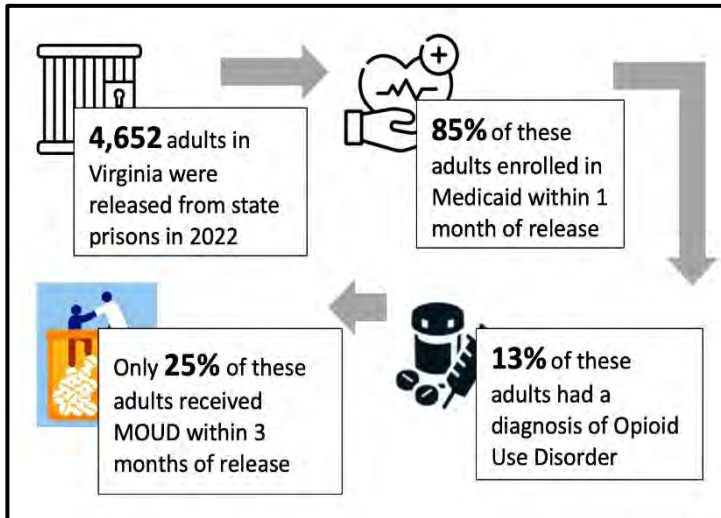 4,652 adults in
Virginia were
released from state
prisons in 2022
85% of these
adults enrolled in
Medicaid within 1
month of release
13% of these
adults had a
diagnosis of Opioid
Use Disorder
Only 25% of these
adults received
MOUD within 3
months of release